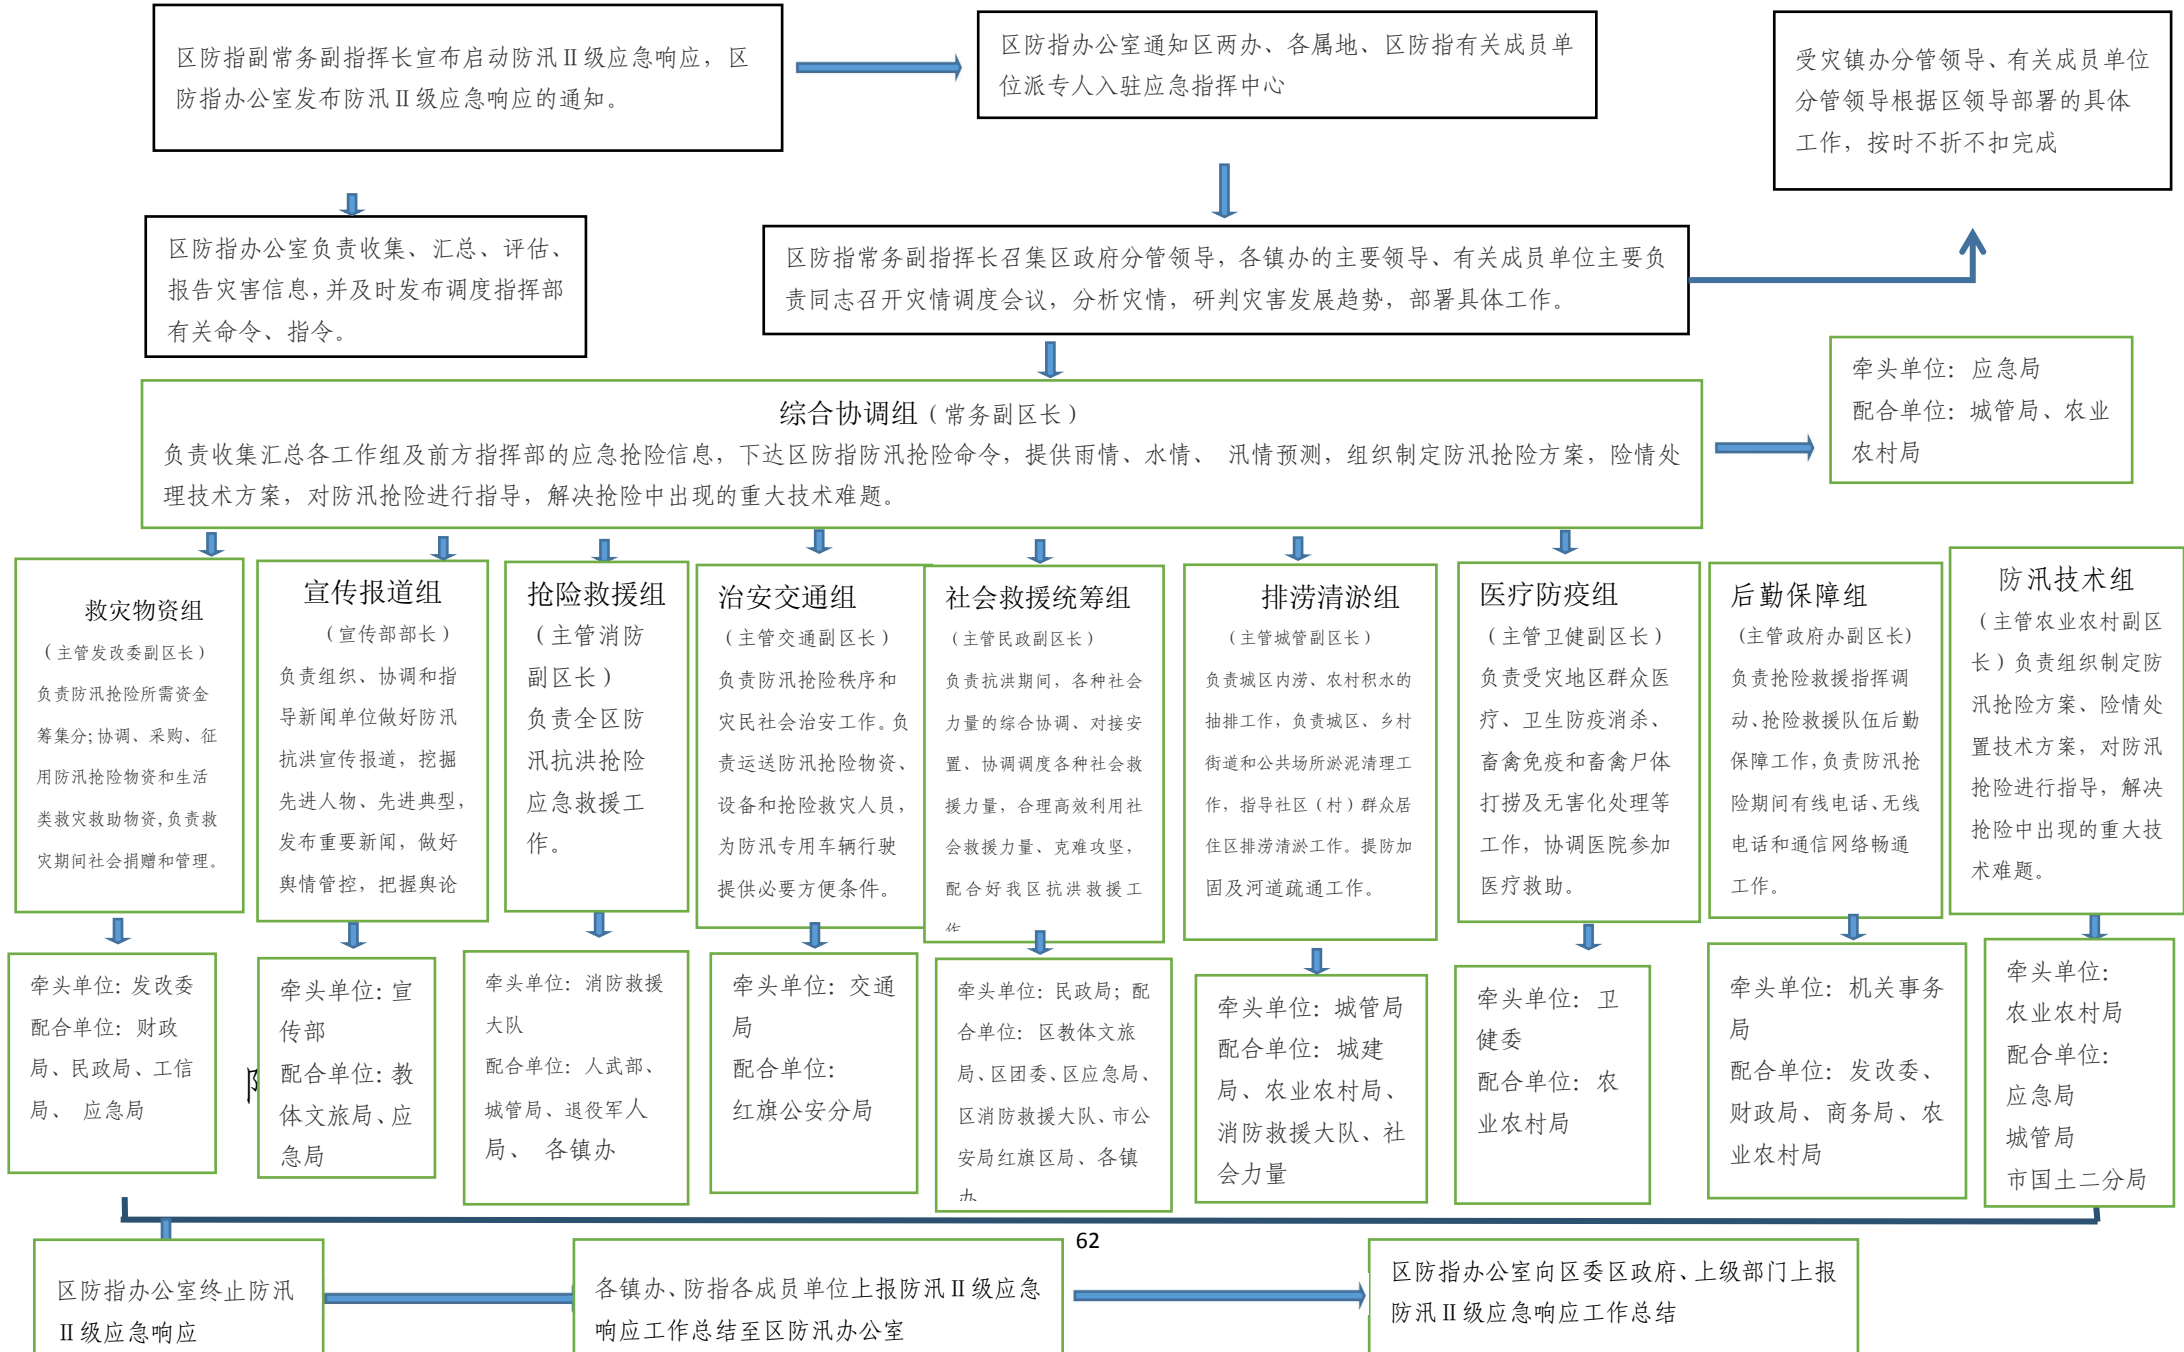 区防指副常务副指挥长宣布启动防汛Ⅱ级应急响应，区
防指办公室发布防汛Ⅱ级应急响应的通知。
区防指办公室通知区两办、各属地、区防指有关成员单
位派专人入驻应急指挥中心
受灾镇办分管领导、有关成员单位
分管领导根据区领导部署的具体
工作，按时不折不扣完成
区防指办公室负责收集、汇总、评估、
报告灾害信息,并及时发布调度指挥部
有关命令、指令。
区防指常务副指挥长召集区政府分管领导，各镇办的主要领导、有关成员单位主要负
责同志召开灾情调度会议，分析灾情，研判灾害发展趋势，部署具体工作。
综合协调组（常务副区长）
负责收集汇总各工作组及前方指挥部的应急抢险信息，下达区防指防汛抢险命令，提供雨情、水情、 汛情预测，组织制定防汛抢险方案，险情处
理技术方案，对防汛抢险进行指导，解决抢险中出现的重大技术难题。
牵头单位：应急局
配合单位：城管局、农业
农村局
救灾物资组
（主管发改委副区长）
负责防汛抢险所需资金
筹集分;协调、采购、征
用防汛抢险物资和生活
类救灾救助物资,负责救
灾期间社会捐赠和管理。
宣传报道组
（宣传部部长）
负责组织、协调和指
导新闻单位做好防汛
抗洪宣传报道，挖掘
先进人物、先进典型，
发布重要新闻，做好
舆情管控，把握舆论
抢险救援组
（主管消防
副区长）
负责全区防
汛抗洪抢险
应急救援工
作。
治安交通组
（主管交通副区长）
负责防汛抢险秩序和
灾民社会治安工作。负
责运送防汛抢险物资、
设备和抢险救灾人员，
为防汛专用车辆行驶
提供必要方便条件。
社会救援统筹组
（主管民政副区长）
负责抗洪期间，各种社会
力量的综合协调、对接安
置、协调调度各种社会救
援力量，合理高效利用社
会救援力量、克难攻坚，
配合好我区抗洪救援工
作
排涝清淤组
（主管城管副区长）
负责城区内涝、农村积水的
抽排工作，负责城区、乡村
街道和公共场所淤泥清理工
作，指导社区（村）群众居
住区排涝清淤工作。提防加
固及河道疏通工作。
医疗防疫组
（主管卫健副区长）
负责受灾地区群众医
疗、卫生防疫消杀、
畜禽免疫和畜禽尸体
打捞及无害化处理等
工作，协调医院参加
医疗救助。
后勤保障组
(主管政府办副区长)
负责抢险救援指挥调
动、抢险救援队伍后勤
保障工作,负责防汛抢
险期间有线电话、无线
电话和通信网络畅通
工作。
防汛技术组
（主管农业农村副区
长）负责组织制定防
汛抢险方案、险情处
置技术方案，对防汛
抢险进行指导，解决
抢险中出现的重大技
术难题。
牵头单位：发改委
配合单位：财政
局、民政局、工信
局、 应急局
牵头单位：宣
传部
配合单位：教
体文旅局、应
急局
牵头单位：消防救援
大队
配合单位：人武部、
城管局、退役军人
局、 各镇办
牵头单位：交通
局
配合单位：
红旗公安分局
牵头单位：民政局；配
合单位：区教体文旅
局、区团委、区应急局、
区消防救援大队、市公
安局红旗区局、各镇
办
牵头单位：城管局
配合单位：城建
局、农业农村局、
消防救援大队、社
会力量
牵头单位：卫
健委
配合单位：农
业农村局
牵头单位：机关事务
局
配合单位：发改委、
财政局、商务局、农
业农村局
牵头单位：
农业农村局
配合单位：
应急局
城管局
市国土二分局
62
区防指办公室终止防汛
Ⅱ级应急响应
各镇办、防指各成员单位上报防汛Ⅱ级应急
响应工作总结至区防汛办公室
区防指办公室向区委区政府、上级部门上报
防汛Ⅱ级应急响应工作总结